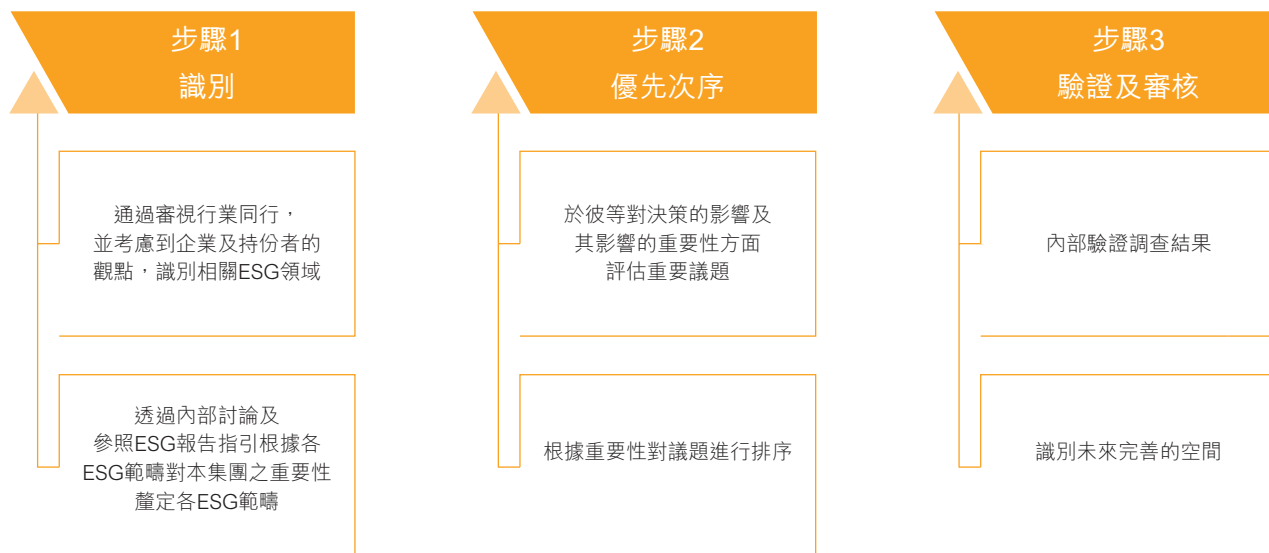 步驟1
識別
通過審視行業同行，
並考慮到企業及持份者的
觀點，識別相關ESG領域
透過內部討論及
參照ESG報告指引根據各
ESG範疇對本集團之重要性
釐定各ESG範疇
步驟2
優先次序
於彼等對決策的影響及
其影響的重要性方面
評估重要議題
根據重要性對議題進行排序
步驟3
驗證及審核
內部驗證調查結果
識別未來完善的空間